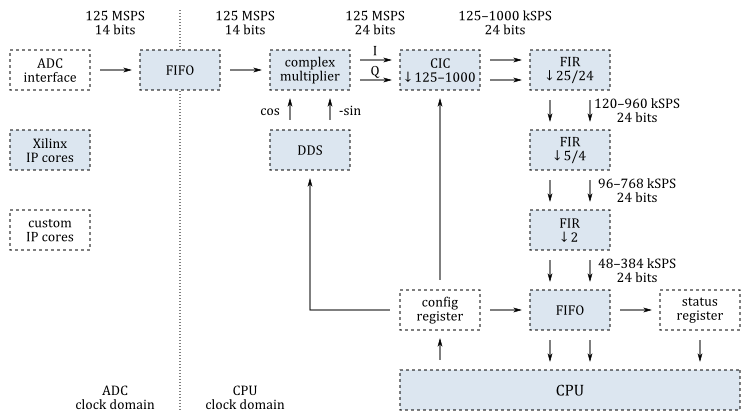 125 MSPS
14 bits
125 MSPS
14 bits
125 MSPS
24 bits
125–1000 kSPS
24 bits
ADC
interface
FIFO
complex
multiplier
I
Q
CIC
↓125–1000
FIR
↓25/24
cos
-sin
120–960 kSPS
24 bits
Xilinx
IP cores
DDS
FIR
↓5/4
96–768 kSPS
24 bits
custom
IP cores
FIR
↓2
48–384 kSPS
24 bits
config
register
FIFO
status
register
ADC
clock domain
CPU
clock domain
CPU